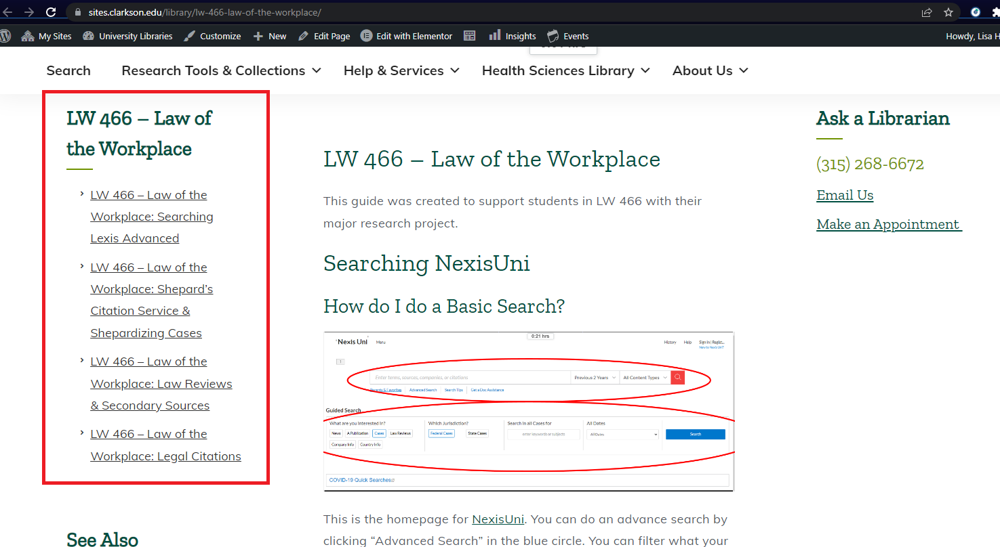 sites.clarkson.edu/library/lw-466-law-of-the-workplace/
My Sites University Libraries Customize New Edit Page Edit with Elementor Insights Events Howdy, Lisa H
Search Research Tools & Collections Help & Services Health Sciences Library About Us
LW 466 – Law of
the Workplace
LW 466 – Law of the
Workplace: Searching
Lexis Advanced
LW 466 – Law of the
Workplace: Shepard’s
Citation Service &
Shepardizing Cases
LW 466 – Law of the
Workplace: Law Reviews
& Secondary Sources
LW 466 – Law of the
Workplace: Legal Citations
See Also
LW 466 – Law of the Workplace
This guide was created to support students in LW 466 with their
major research project.
Searching NexisUni
How do I do a Basic Search?
0:21 hrs
Nexis Uni Menu History Help Sign In | Regist...
New to Nexis Uni?
1
Enter terms, sources, companies, or citations Previous 2 Years All Content Types
Recents & Favorites Advanced Search Search Tips Get a Doc Assistance
Guided Search
What are you interested in? Which Jurisdiction? Search in all Cases for All Dates
News A Publication Cases Law Reviews Federal Cases State Cases enter keywords or subjects All Dates Search
Company Info Country Info
COVID-19 Quick Searches
This is the homepage for NexisUni. You can do an advance search by
clicking “Advanced Search” in the blue circle. You can filter what your
Ask a Librarian
(315) 268-6672
Email Us
Make an Appointment